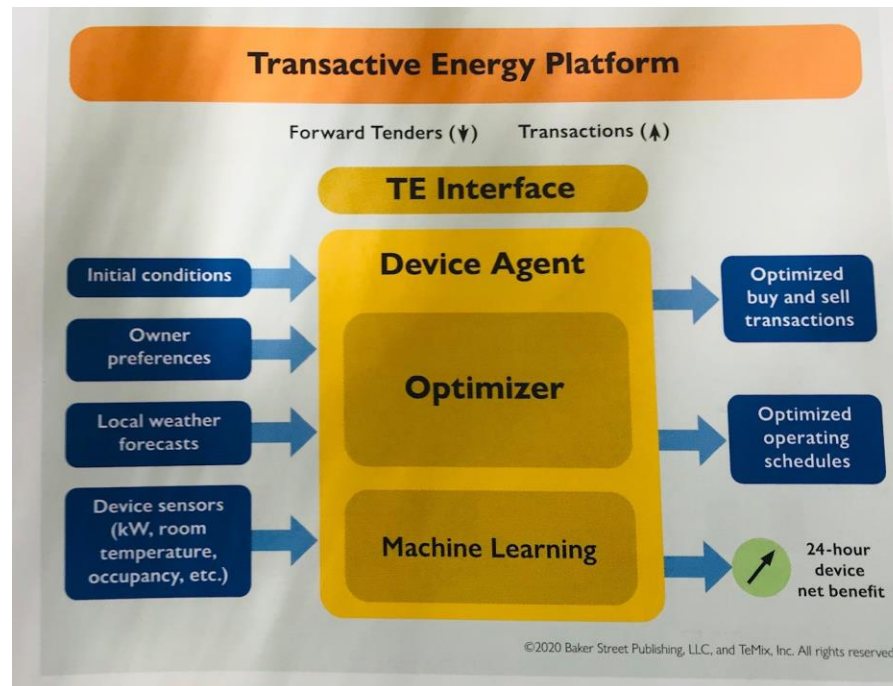 Transactive Energy Platform
Forward Tenders (↓) Transactions (↑)
TE Interface
Device Agent
Initial conditions
Owner
preferences
Local weather
forecasts
Device sensors
(kW, room
temperature,
occupancy, etc.)
Optimizer
Machine Learning
Optimized
buy and sell
transactions
Optimized
operating
schedules
24-hour
device
net benefit
©2020 Baker Street Publishing, LLC, and TeMix, Inc. All rights reserved